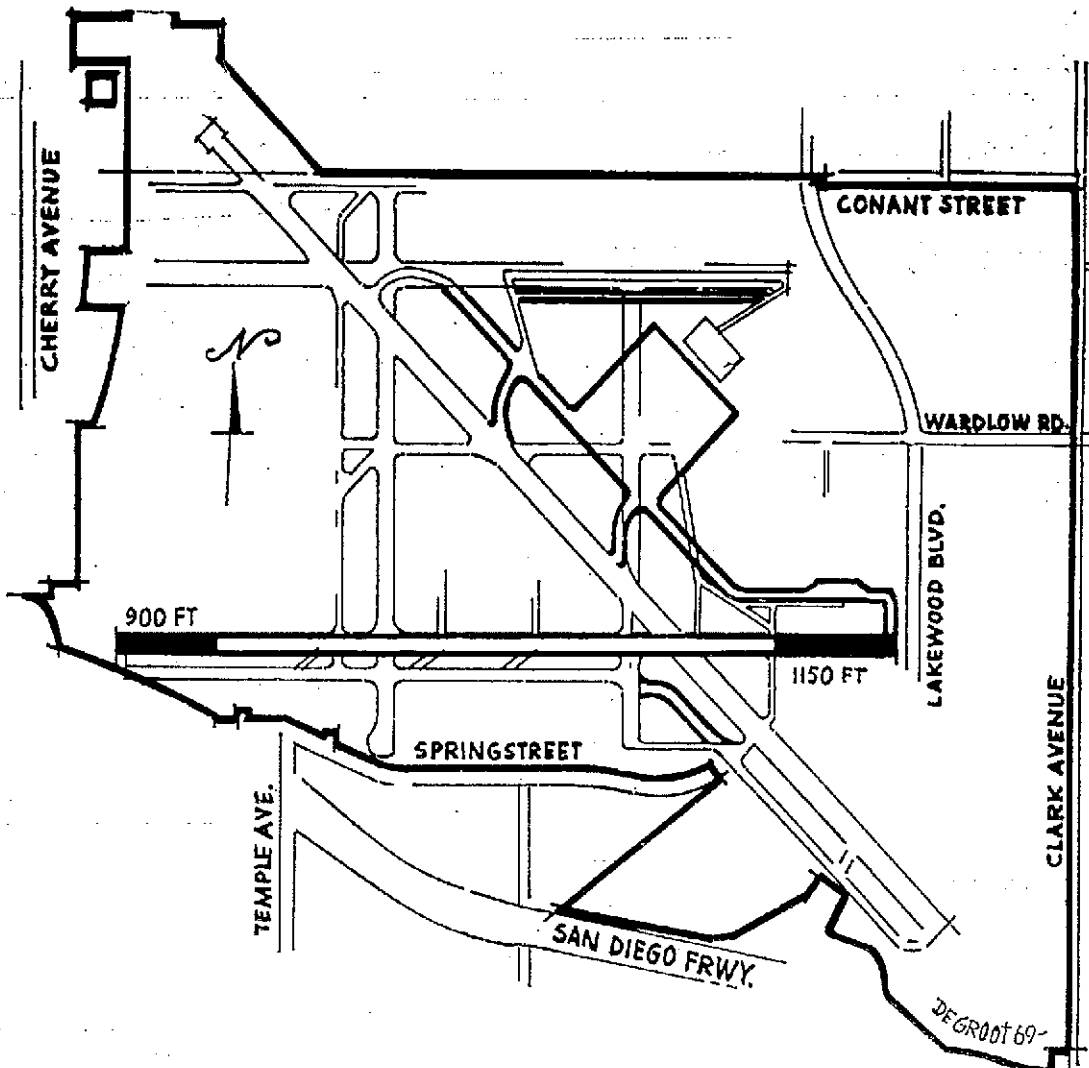 CONANT STREET
CHERRY AVENUE
N
WARDLOW RD.
LAKEWOOD BLVD.
900 FT
1150 FT
CLARK AVENUE
SPRINGSTREET
TEMPLE AVE.
SAN DIEGO FRWY.
DEGROOT 69-